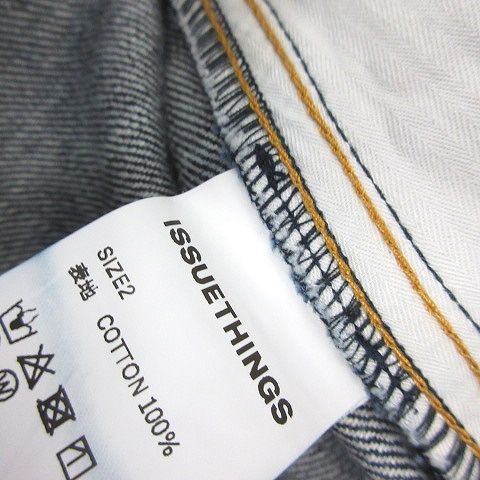 ISSUETHINGS
SIZE2
表地 COTTON 100%
W